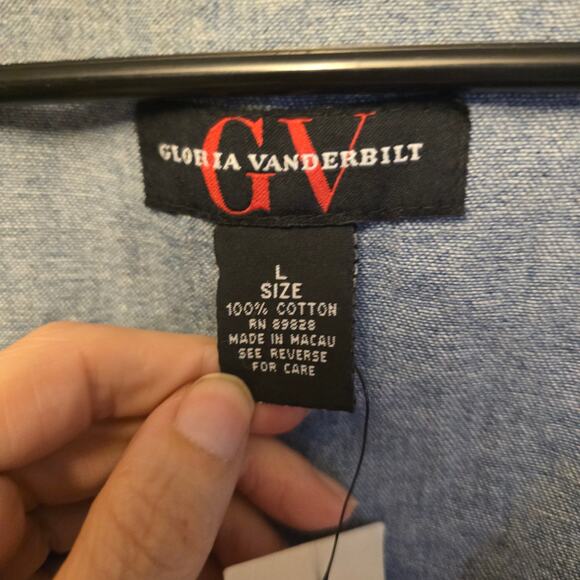 GV
GLORIA VANDERBILT
L
SIZE
100% COTTON
RN 89828
MADE IN MACAU
SEE REVERSE
FOR CARE